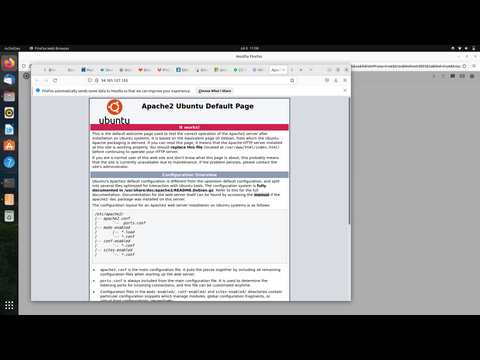 Activities
Firefox Web Browser
Jul 6 11:08
Mozilla Firefox
34.101.127.153
Firefox automatically sends some data to Mozilla so that we can improve your experience.
Choose What I Share
ubuntu
Apache2 Ubuntu Default Page
It works!
This is the default welcome page used to test the correct operation of the Apache2 server after
installation on Ubuntu systems. It is based on the equivalent page on Debian, from which the Ubuntu
Apache packaging is derived. If you can read this page, it means that the Apache HTTP server installed
at this site is working properly. You should replace this file (located at /var/www/html/index.html)
before continuing to operate your HTTP server.
If you are a normal user of this web site and don't know what this page is about, this probably means
that the site is currently unavailable due to maintenance. If the problem persists, please contact the
site's administrator.
Configuration Overview
Ubuntu's Apache2 default configuration is different from the upstream default configuration, and split
into several files optimized for interaction with Ubuntu tools. The configuration system is fully
documented in /usr/share/doc/apache2/README.Debian.gz. Refer to this for the full
documentation. Documentation for the web server itself can be found by accessing the manual if the
apache2-doc package was installed on this server.
The configuration layout for an Apache2 web server installation on Ubuntu systems is as follows:
/etc/apache2/
|-- apache2.conf
|   `-- ports.conf
|-- mods-enabled
|   |-- *.load
|   `-- *.conf
|-- conf-enabled
|   `-- *.conf
|-- sites-enabled
|   `-- *.conf
• apache2.conf is the main configuration file. It puts the pieces together by including all remaining
configuration files when starting up the web server.
• ports.conf is always included from the main configuration file. It is used to determine the
listening ports for incoming connections, and this file can be customized anytime.
• Configuration files in the mods-enabled/, conf-enabled/ and sites-enabled/ directories contain
particular configuration snippets which manage modules, global configuration fragments, or
virtual host configurations, respectively.